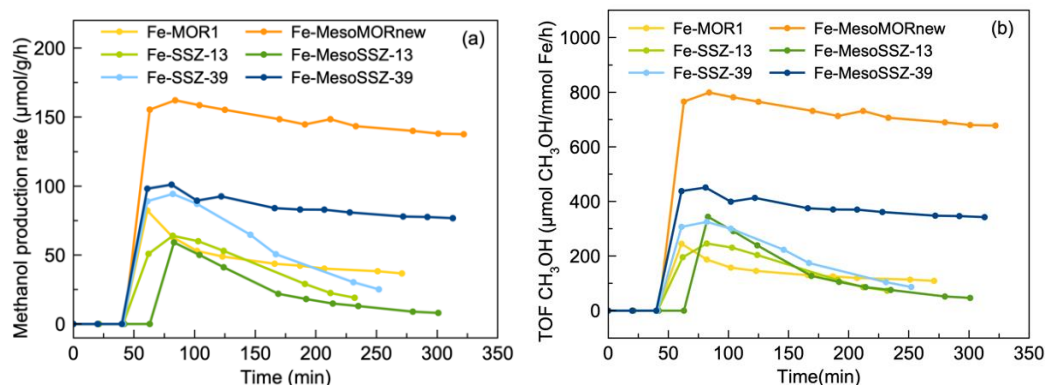 (a)
Fe-MOR1 Fe-MesoMORnew
Fe-SSZ-13 Fe-MesoSSZ-13
Fe-SSZ-39 Fe-MesoSSZ-39
Methanol production rate (μmol/g/h)
200
150
100
50
0
0 50 100 150 200 250 300 350
Time (min)
(b)
Fe-MOR1 Fe-MesoMORnew
Fe-SSZ-13 Fe-MesoSSZ-13
Fe-SSZ-39 Fe-MesoSSZ-39
TOF CH₃OH (μmol CH₃OH/mmol Fe/h)
1000
800
600
400
200
0
0 50 100 150 200 250 300 350
Time(min)